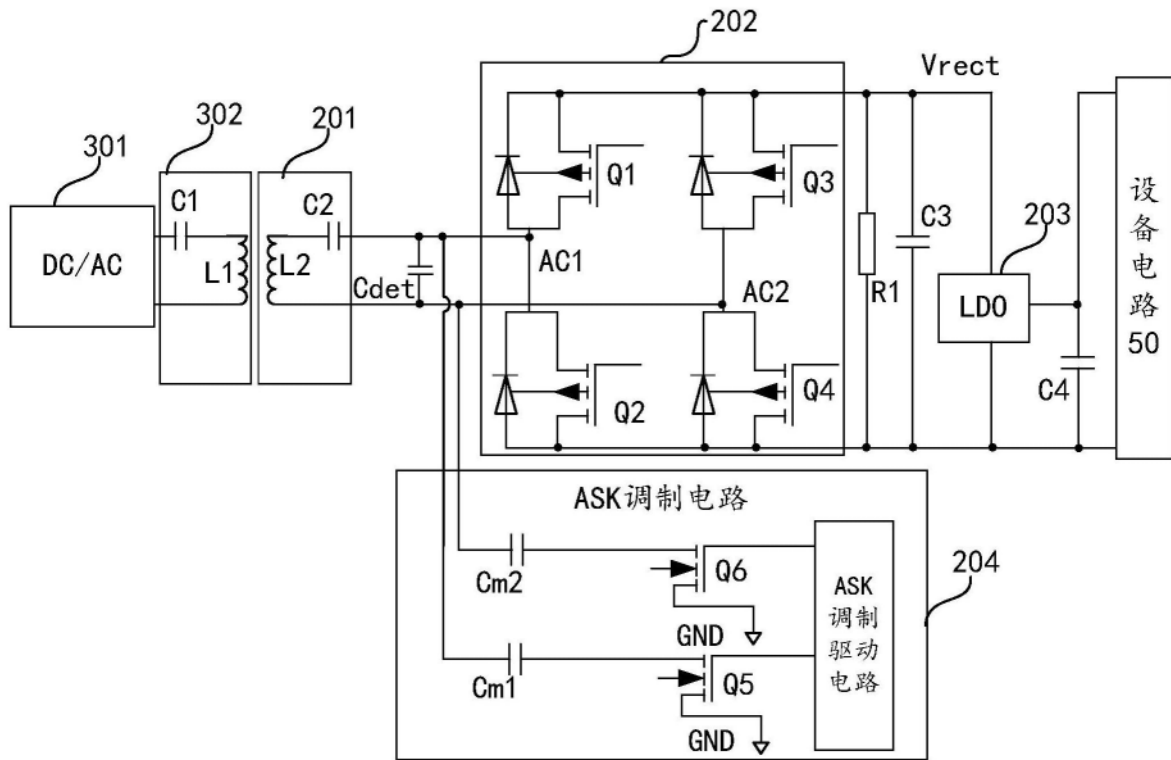 202
Vrect
302
201
301
C1
C2
Q1
Q3
设备电路50
C3
203
DC/AC
L1
L2
AC1
Cdet
AC2
R1
LDO
C4
Q2
Q4
ASK调制电路
204
Cm2
Q6
ASK
调制
驱动
电路
GND
Cm1
Q5
GND